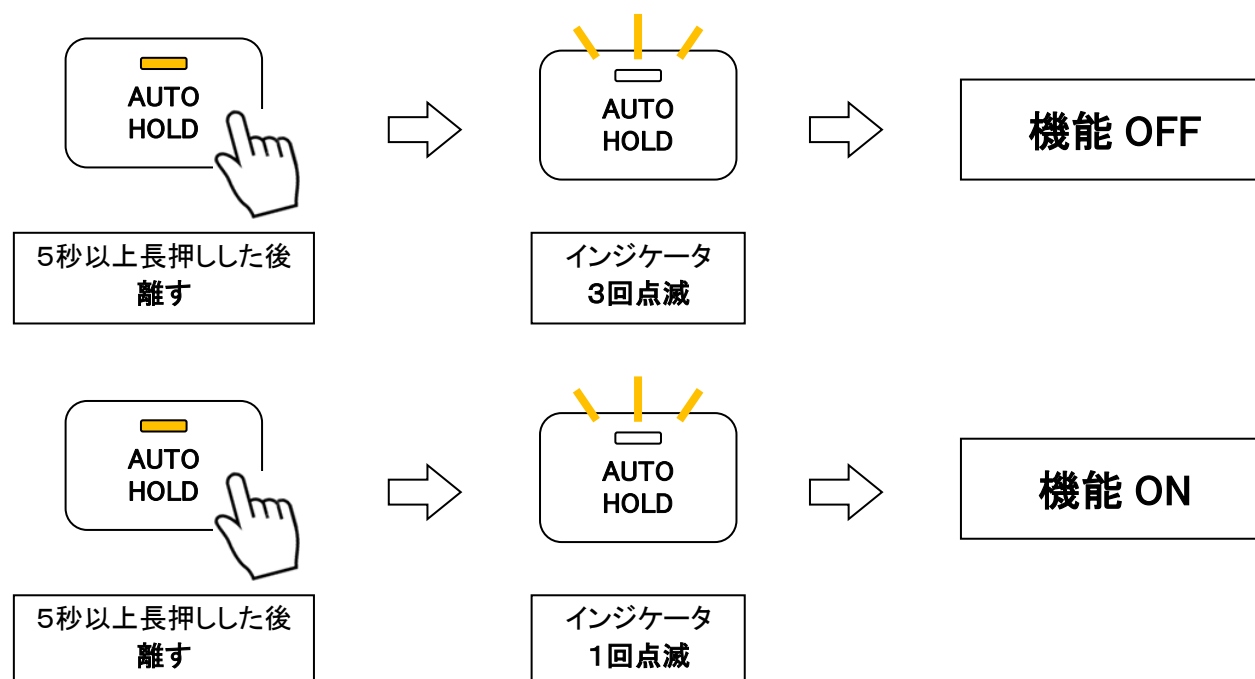 AUTO
HOLD
AUTO
HOLD
機能 OFF
５秒以上長押しした後
離す
インジケータ
３回点滅
AUTO
HOLD
AUTO
HOLD
機能 ON
５秒以上長押しした後
離す
インジケータ
１回点滅